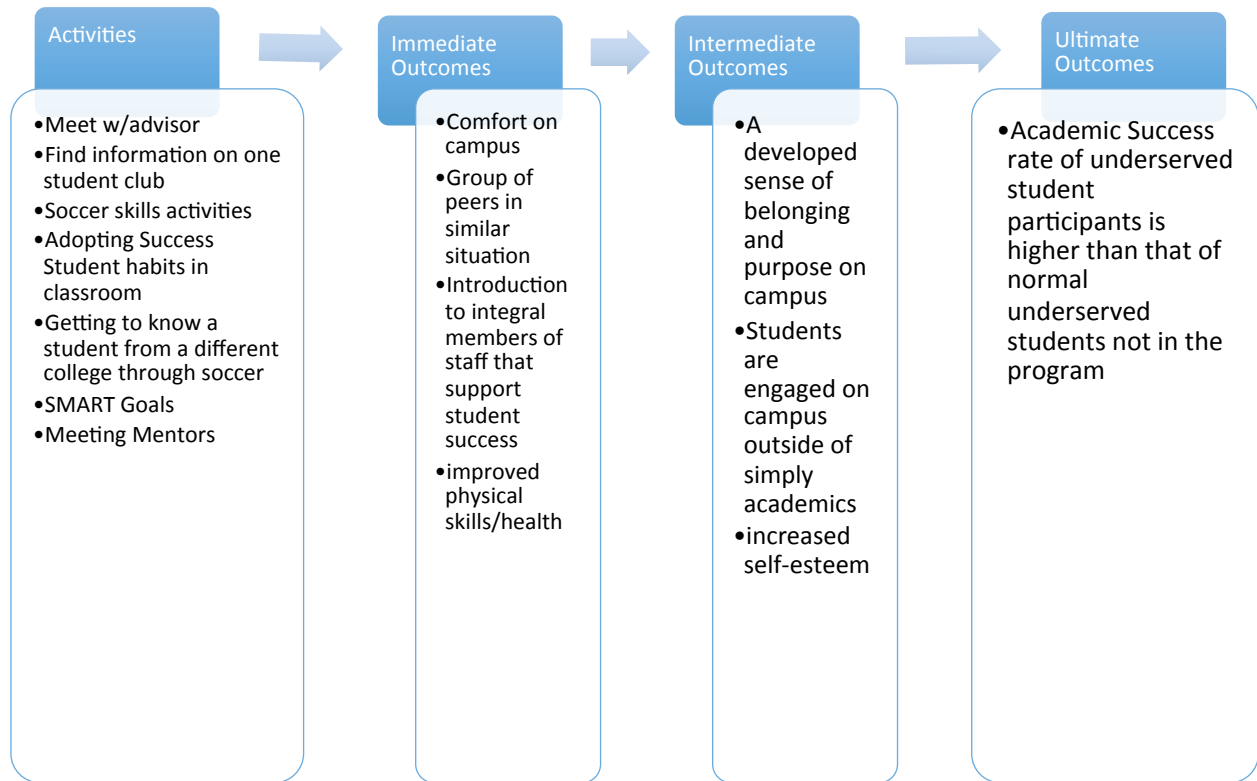 Activities
•Meet w/advisor
•Find information on one
student club
•Soccer skills activities
•Adopting Success
Student habits in
classroom
•Getting to know a
student from a different
college through soccer
•SMART Goals
•Meeting Mentors
Immediate
Outcomes
•Comfort on
campus
•Group of
peers in
similar
situation
•Introduction
to integral
members of
staff that
support
student
success
•improved
physical
skills/health
Intermediate
Outcomes
•A
developed
sense of
belonging
and
purpose on
campus
•Students
are
engaged on
campus
outside of
simply
academics
•increased
self-esteem
Ultimate
Outcomes
•Academic Success
rate of underserved
student
participants is
higher than that of
normal
underserved
students not in the
program